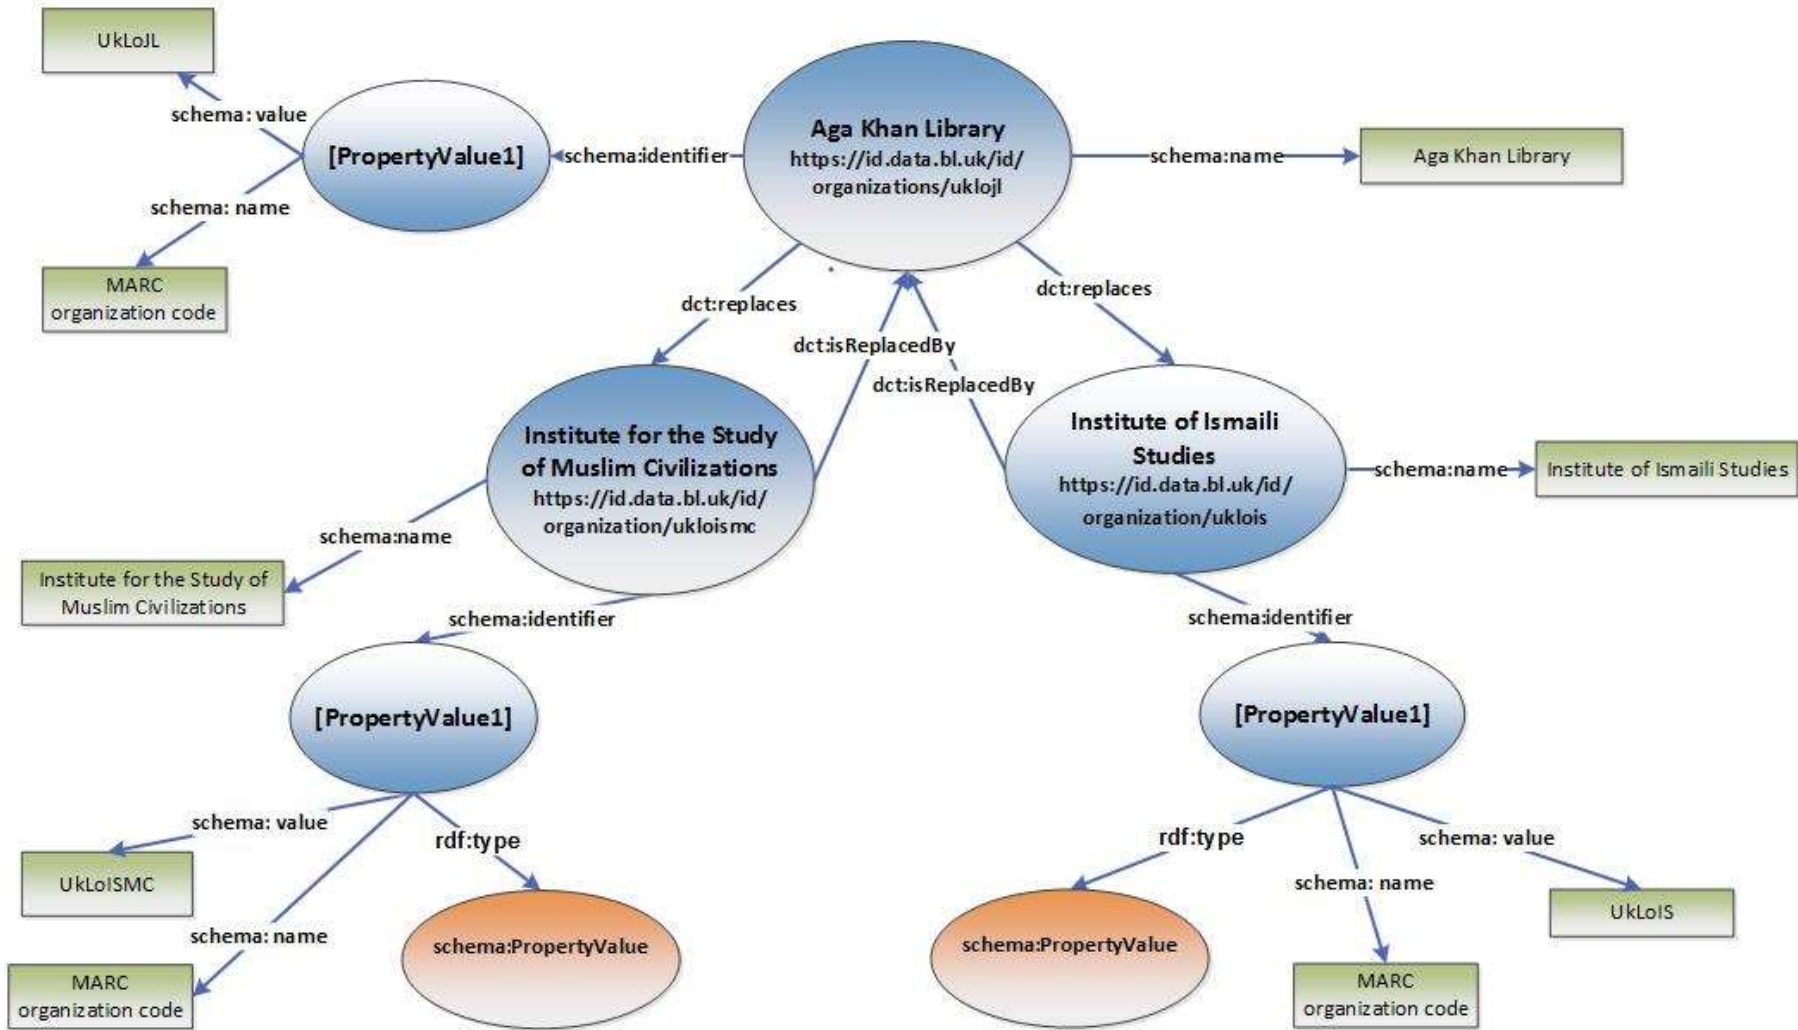 UkLoJL
schema: value
[PropertyValue1]
schema:identifier
Aga Khan Library
https://id.data.bl.uk/id/
organizations/uklojl
schema:name
Aga Khan Library
schema: name
MARC
organization code
dct:replaces
dct:replaces
dct:isReplacedBy
dct:isReplacedBy
Institute for the Study
of Muslim Civilizations
https://id.data.bl.uk/id/
organization/ukloismc
Institute of Ismaili
Studies
https://id.data.bl.uk/id/
organization/uklois
schema:name
Institute of Ismaili Studies
schema:name
Institute for the Study of
Muslim Civilizations
schema:identifier
schema:identifier
[PropertyValue1]
[PropertyValue1]
schema: value
rdf:type
UkLoISMC
schema: name
schema:PropertyValue
MARC
organization code
rdf:type
schema: value
schema: name
UkLoIS
schema:PropertyValue
MARC
organization code